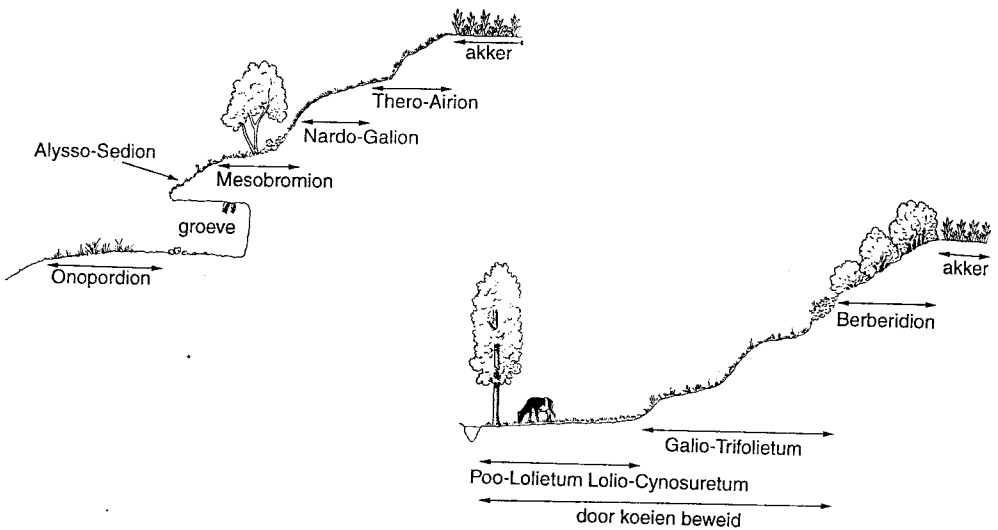 akker
Thero-Airion
Nardo-Galion
Alysso-Sedion
Mesobromion
groeve
Onopordion
akker
Berberidion
Galio-Trifolietum
Poo-Lolietum Lolio-Cynosuretum
door koeien beweid